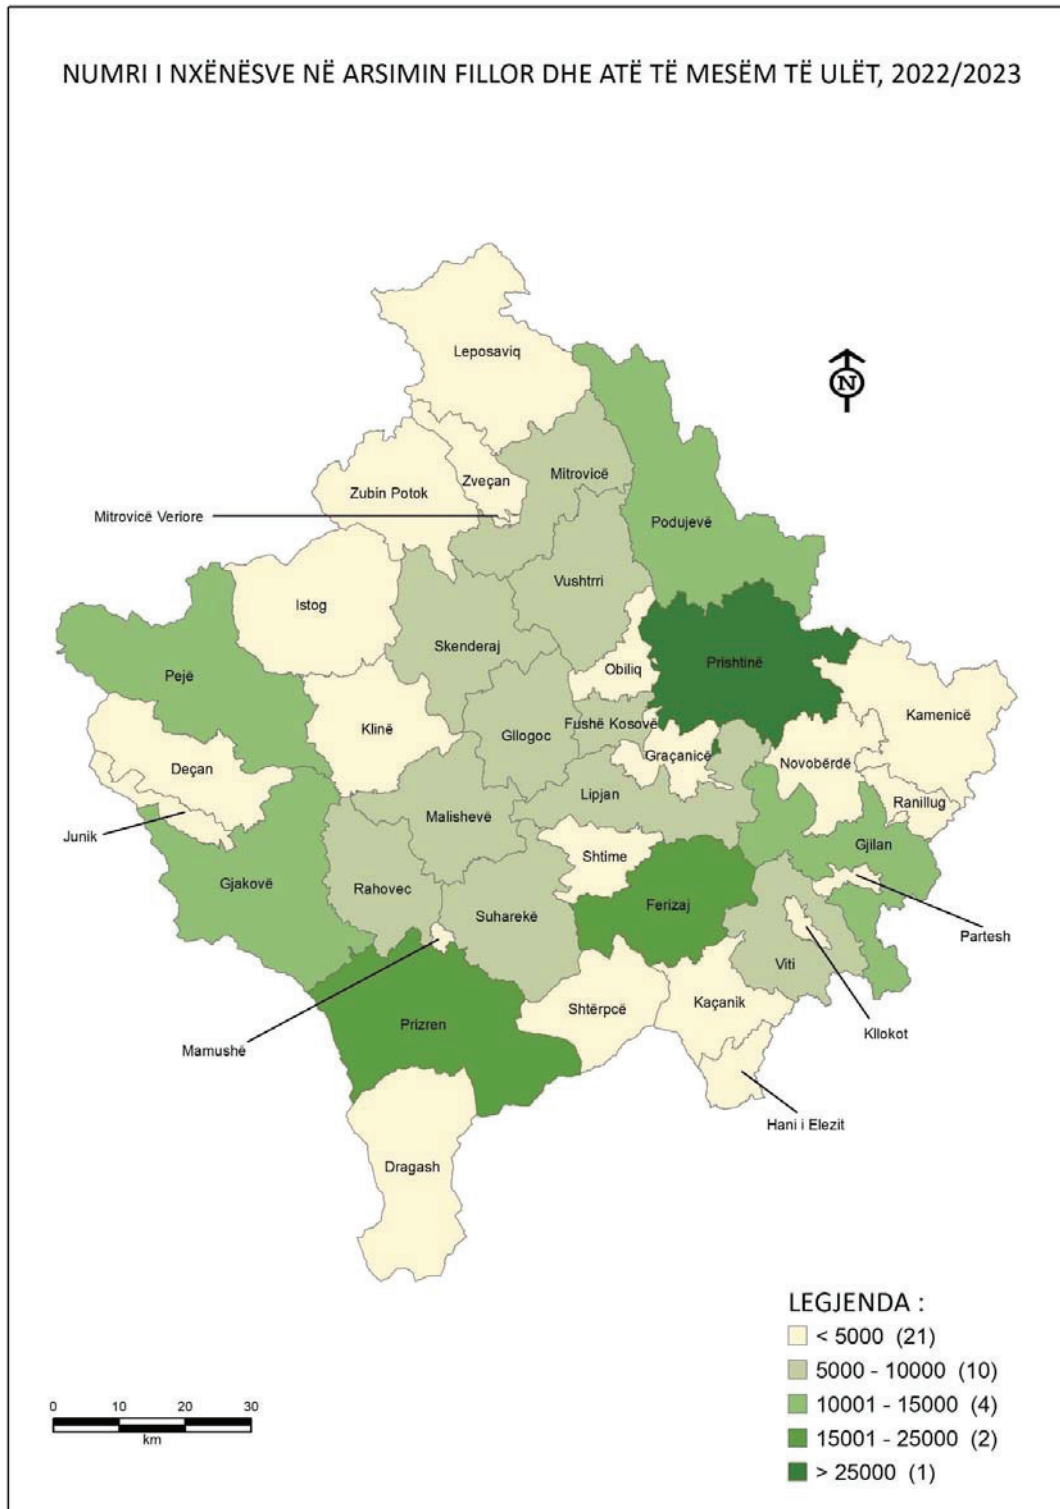 NUMRI I NXËNËSVE NË ARSIMIN FILLOR DHE ATË TË MESËM TË ULËT, 2022/2023
Leposaviq
N
Mitrovicë
Zveçan
Zubin Potok
Mitrovicë Veriore
Podujevë
Vushtrri
Istog
Skenderaj
Prishtinë
Obiliq
Pejë
Kamenicë
Fushë Kosovë
Klinë
Gllogoc
Graçanicë
Novobërdë
Deçan
Lipjan
Ranillug
Malishevë
Junik
Gjilan
Shtime
Gjakovë
Rahovec
Ferizaj
Suharekë
Partesh
Viti
Kaçanik
Shtërpcë
Prizren
Kllokot
Mamushë
Hani i Elezit
Dragash
LEGJENDA :
< 5000 (21)
5000 - 10000 (10)
10001 - 15000 (4)
15001 - 25000 (2)
> 25000 (1)
0 10 20 30
km